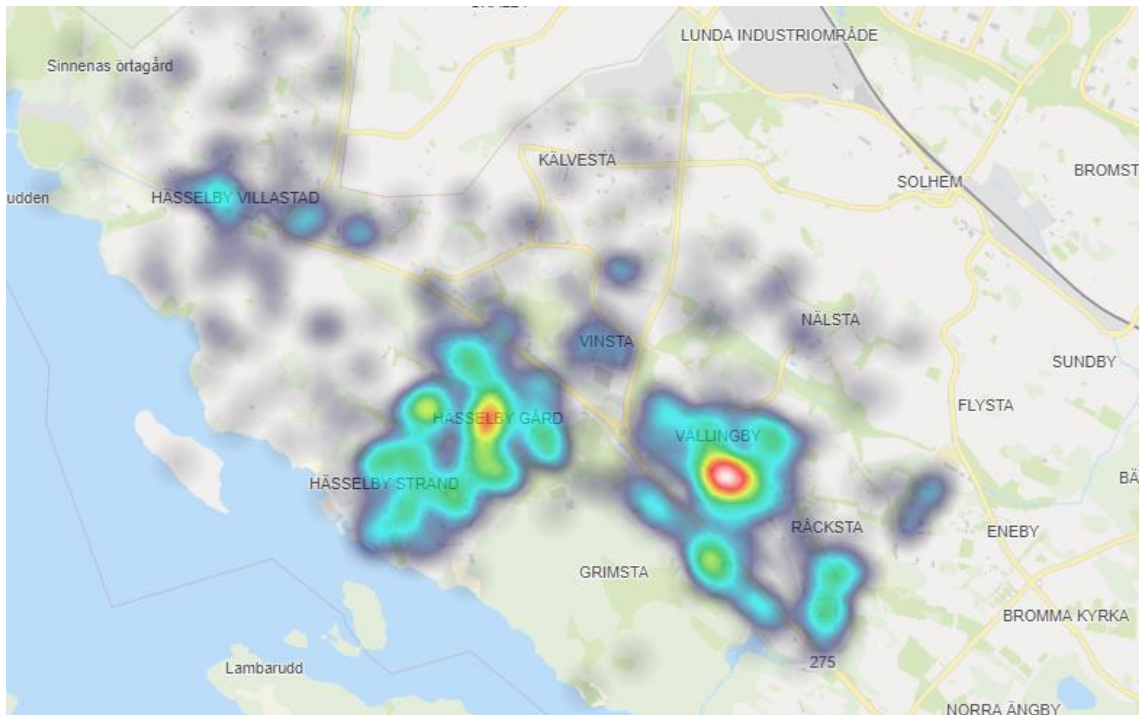 LUNDA INDUSTRIOMRÅDE
Sinnenas örtagård
KÄLVESTA
BROMST
SOLHEM
udden
HÄSSELBY VILLASTAD
NÄLSTA
VINSTA
SUNDBY
FLYSTA
HÄSSELBY GÅRD
VÄLLINGBY
BÄ
HÄSSELBY STRAND
RÅCKSTA
ENEBY
GRIMSTA
BROMMA KYRKA
275
Lambarudd
NORRA ÄNGBY